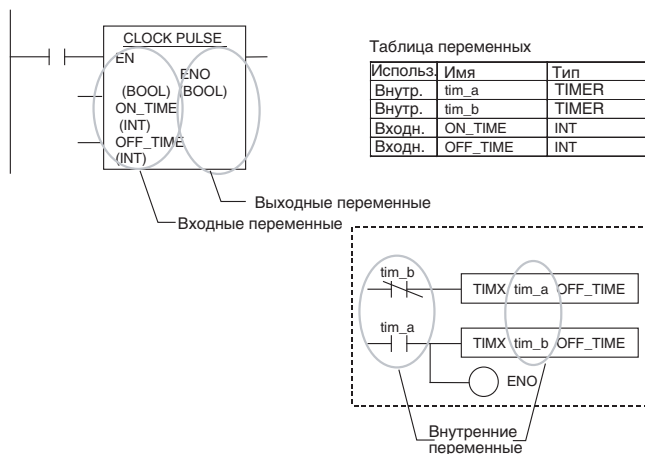 CLOCK PULSE
EN
ENO
(BOOL) (BOOL)
ON_TIME
(INT)
OFF_TIME
(INT)
Выходные переменные
Входные переменные
Таблица переменных
Использ. Имя Тип
Внутр. tim_a TIMER
Внутр. tim_b TIMER
Входн. ON_TIME INT
Входн. OFF_TIME INT
tim_b
TIMX tim_a OFF_TIME
tim_a
TIMX tim_b OFF_TIME
ENO
Внутренние
переменные